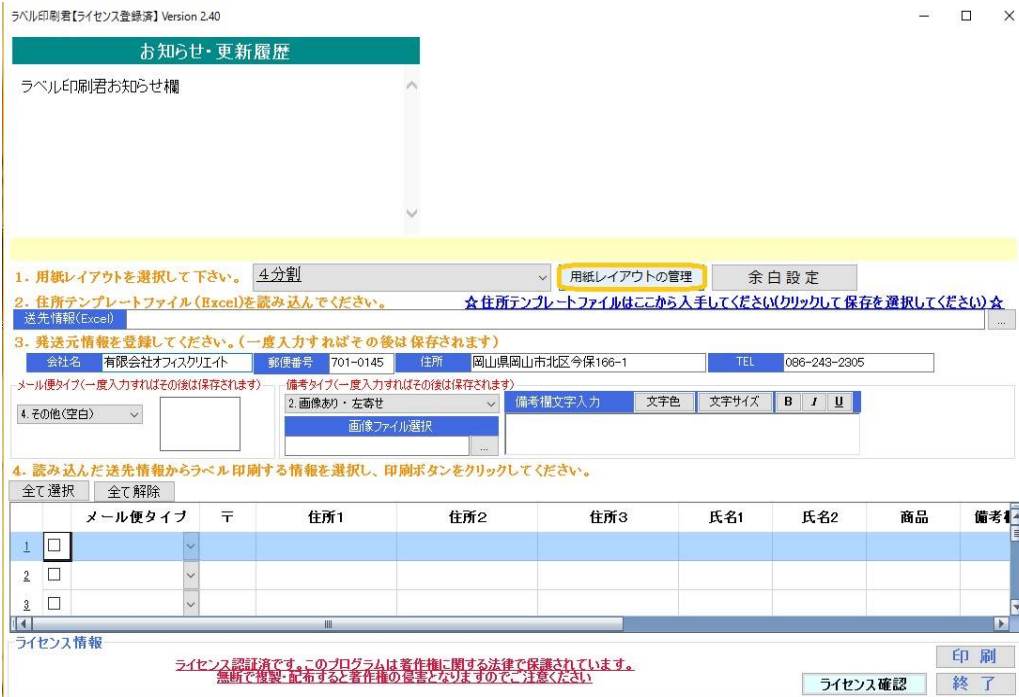 ラベル印刷君【ライセンス登録済】 Version 2.40
お知らせ・更新履歴
ラベル印刷君お知らせ欄
1. 用紙レイアウトを選択して下さい。 4分割 用紙レイアウトの管理 余白設定
2. 住所テンプレートファイル(Excel)を読み込んでください。 ☆住所テンプレートファイルはここから入手してください(クリックして保存を選択してください)☆
送先情報(Excel) ...
3. 発送元情報を登録してください。(一度入力すればその後は保存されます)
会社名 有限会社オフィスクリエイト 郵便番号 701-0145 住所 岡山県岡山市北区今保166-1 TEL 086-243-2305
メール便タイプ(一度入力すればその後は保存されます) 備考タイプ(一度入力すればその後は保存されます)
4.その他(空白) 2.画像あり・左寄せ 備考欄文字入力 文字色 文字サイズ B I U
画像ファイル選択
...
4. 読み込んだ送先情報からラベル印刷する情報を選択し、印刷ボタンをクリックしてください。
全て選択 全て解除
メール便タイプ 〒 住所1 住所2 住所3 氏名1 氏名2 商品 備考
1
2
3
ライセンス情報
ライセンス認証済です。このプログラムは著作権に関する法律で保護されています。
無断で複製・配布すると著作権の侵害となりますのでご注意ください
印刷
ライセンス確認 終了